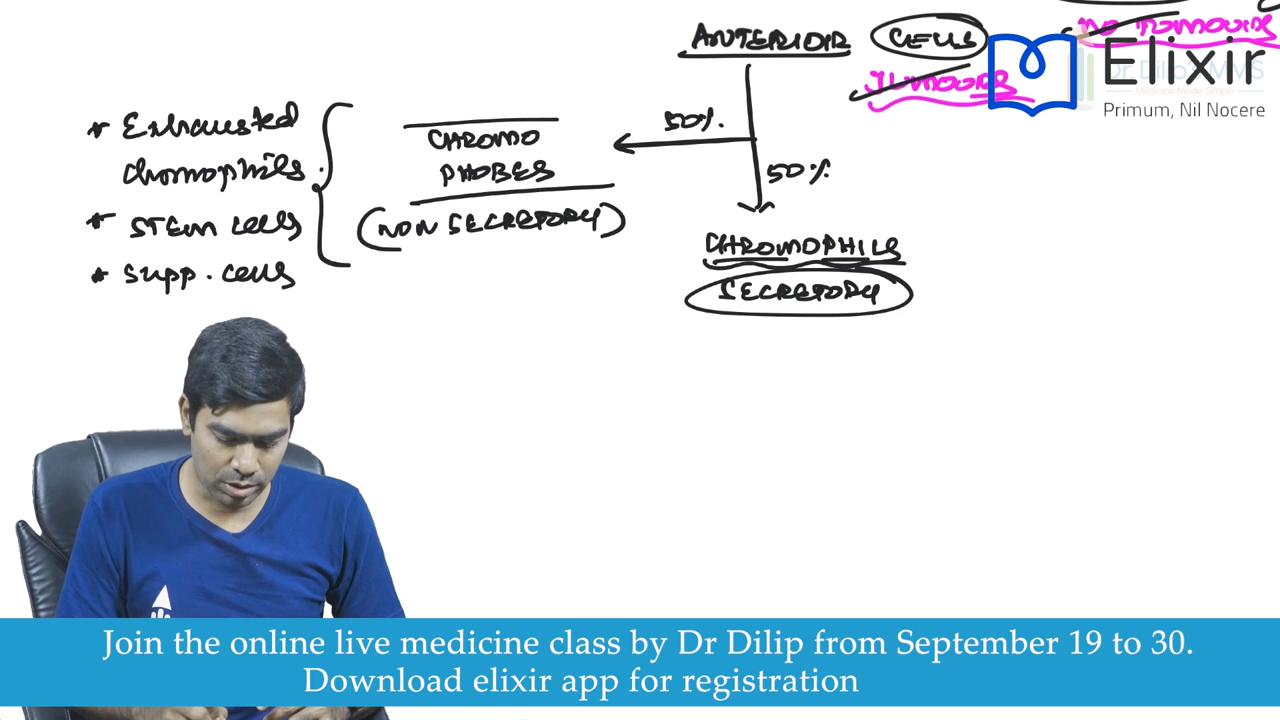 ANTERIOR CELLS
NO TUMOURS
TUMOURS
Elixir
Primum, Nil Nocere
50%
50%
* Exhausted
chromophils.
* STEM cells
* Supp. cells
CHROMO
PHOBES
(NON SECRETORY)
CHROMOPHILS
SECRETORY
Join the online live medicine class by Dr Dilip from September 19 to 30.
Download elixir app for registration